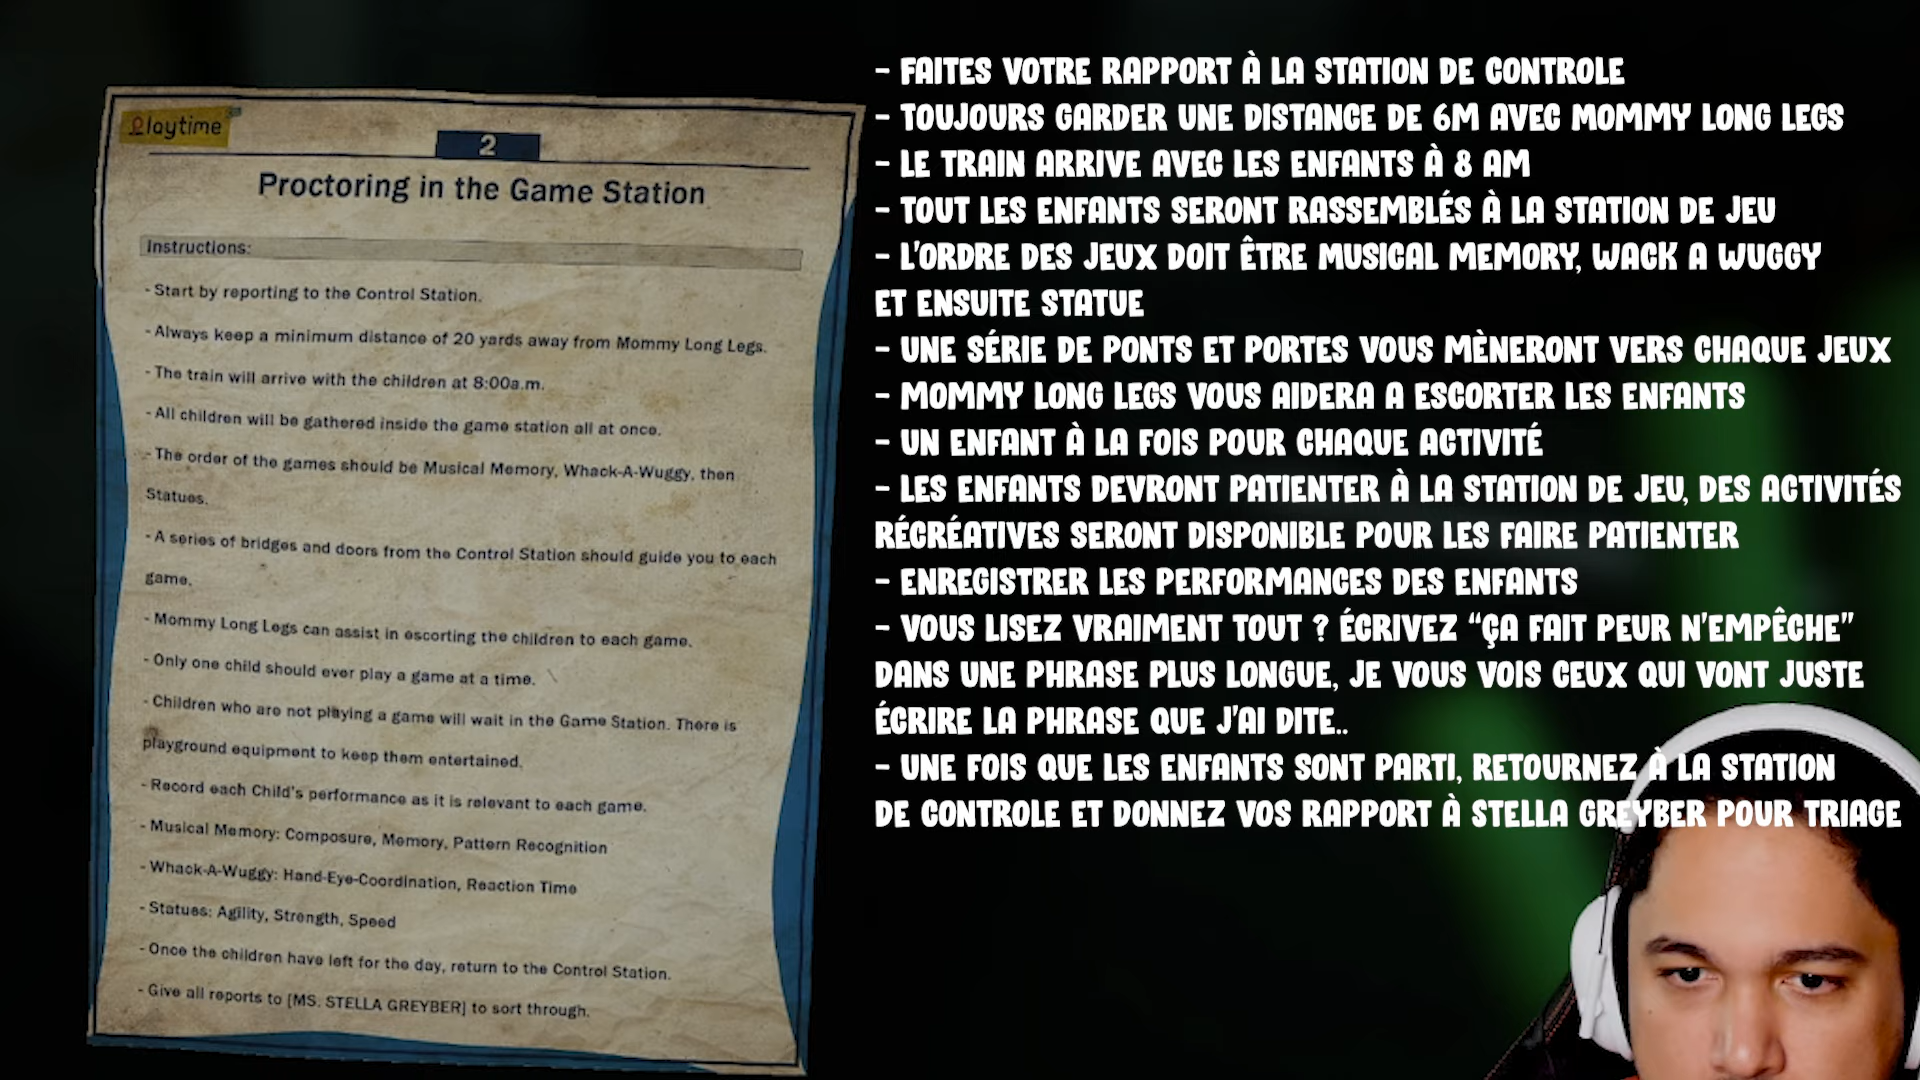 Playtime
2
Proctoring in the Game Station
Instructions:
- Start by reporting to the Control Station.
- Always keep a minimum distance of 20 yards away from Mommy Long Legs.
- The train will arrive with the children at 8:00a.m.
- All children will be gathered inside the game station all at once.
- The order of the games should be Musical Memory, Whack-A-Wuggy, then
Statues.
- A series of bridges and doors from the Control Station should guide you to each
game.
- Mommy Long Legs can assist in escorting the children to each game.
- Only one child should ever play a game at a time.
- Children who are not playing a game will wait in the Game Station. There is
playground equipment to keep them entertained.
- Record each Child's performance as it is relevant to each game.
- Musical Memory: Composure, Memory, Pattern Recognition
- Whack-A-Wuggy: Hand-Eye-Coordination, Reaction Time
- Statues: Agility, Strength, Speed
- Once the children have left for the day, return to the Control Station.
- Give all reports to [MS. STELLA GREYBER] to sort through.
- FAITES VOTRE RAPPORT À LA STATION DE CONTROLE
- TOUJOURS GARDER UNE DISTANCE DE 6M AVEC MOMMY LONG LEGS
- LE TRAIN ARRIVE AVEC LES ENFANTS À 8 AM
- TOUT LES ENFANTS SERONT RASSEMBLÉS À LA STATION DE JEU
- L'ORDRE DES JEUX DOIT ÊTRE MUSICAL MEMORY, WACK A WUGGY
ET ENSUITE STATUE
- UNE SÉRIE DE PONTS ET PORTES VOUS MÈNERONT VERS CHAQUE JEUX
- MOMMY LONG LEGS VOUS AIDERA A ESCORTER LES ENFANTS
- UN ENFANT À LA FOIS POUR CHAQUE ACTIVITÉ
- LES ENFANTS DEVRONT PATIENTER À LA STATION DE JEU, DES ACTIVITÉS
RÉCRÉATIVES SERONT DISPONIBLE POUR LES FAIRE PATIENTER
- ENREGISTRER LES PERFORMANCES DES ENFANTS
- VOUS LISEZ VRAIMENT TOUT ? ÉCRIVEZ "ÇA FAIT PEUR N'EMPÊCHE"
DANS UNE PHRASE PLUS LONGUE, JE VOUS VOIS CEUX QUI VONT JUSTE
ÉCRIRE LA PHRASE QUE J'AI DITE..
- UNE FOIS QUE LES ENFANTS SONT PARTI, RETOURNEZ À LA STATION
DE CONTROLE ET DONNEZ VOS RAPPORT À STELLA GREYBER POUR TRIAGE